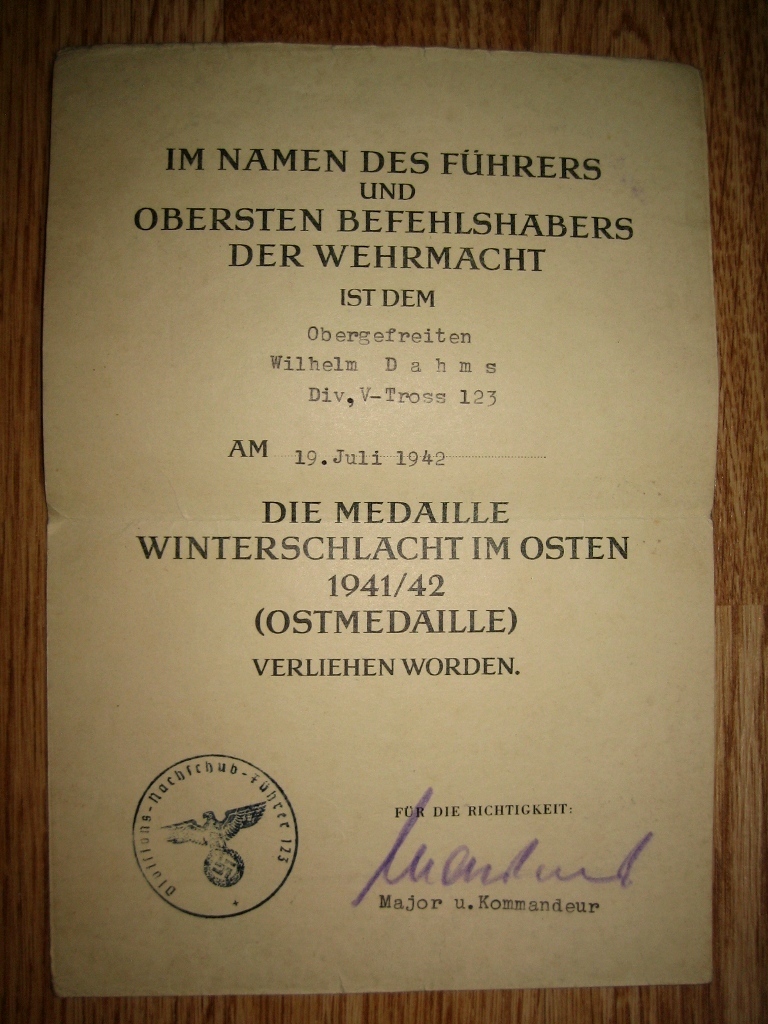 IM NAMEN DES FÜHRERS
UND
OBERSTEN BEFEHLSHABERS
DER WEHRMACHT
IST DEM
Obergefreiten
Wilhelm D a h m s
Div,V-Tross 123
AM 19.Juli 1942
DIE MEDAILLE
WINTERSCHLACHT IM OSTEN
1941/42
(OSTMEDAILLE)
VERLIEHEN WORDEN.
Divisions-Nachschub-Führer 123
FÜR DIE RICHTIGKEIT:
Major u.Kommandeur